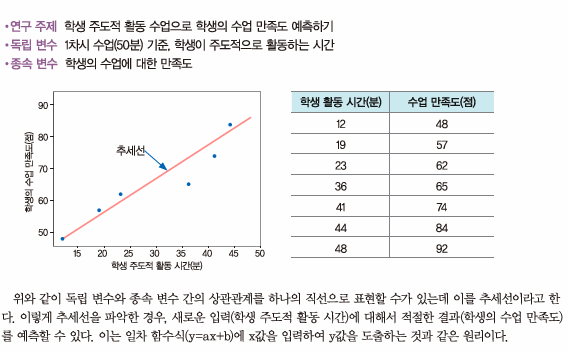 •연구 주제 학생 주도적 활동 수업으로 학생의 수업 만족도 예측하기
•독립 변수 1차시 수업(50분) 기준, 학생이 주도적으로 활동하는 시간
•종속 변수 학생의 수업에 대한 만족도
학생의 수업 만족도(점)
90
80
70
60
50
추세선
15 20 25 30 35 40 45 50
학생 주도적 활동 시간(분)
학생 활동 시간(분) 수업 만족도(점)
12 48
19 57
23 62
36 65
41 74
44 84
48 92
위와 같이 독립 변수와 종속 변수 간의 상관관계를 하나의 직선으로 표현할 수가 있는데 이를 추세선이라고 한
다. 이렇게 추세선을 파악한 경우, 새로운 입력(학생 주도적 활동 시간)에 대해서 적절한 결과(학생의 수업 만족도)
를 예측할 수 있다. 이는 일차 함수식(y=ax+b)에 x값을 입력하여 y값을 도출하는 것과 같은 원리이다.